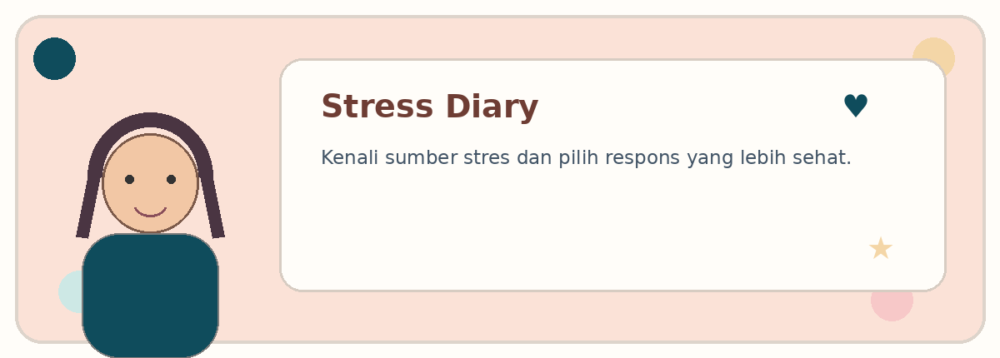 Stress Diary
Kenali sumber stres dan pilih respons yang lebih sehat.